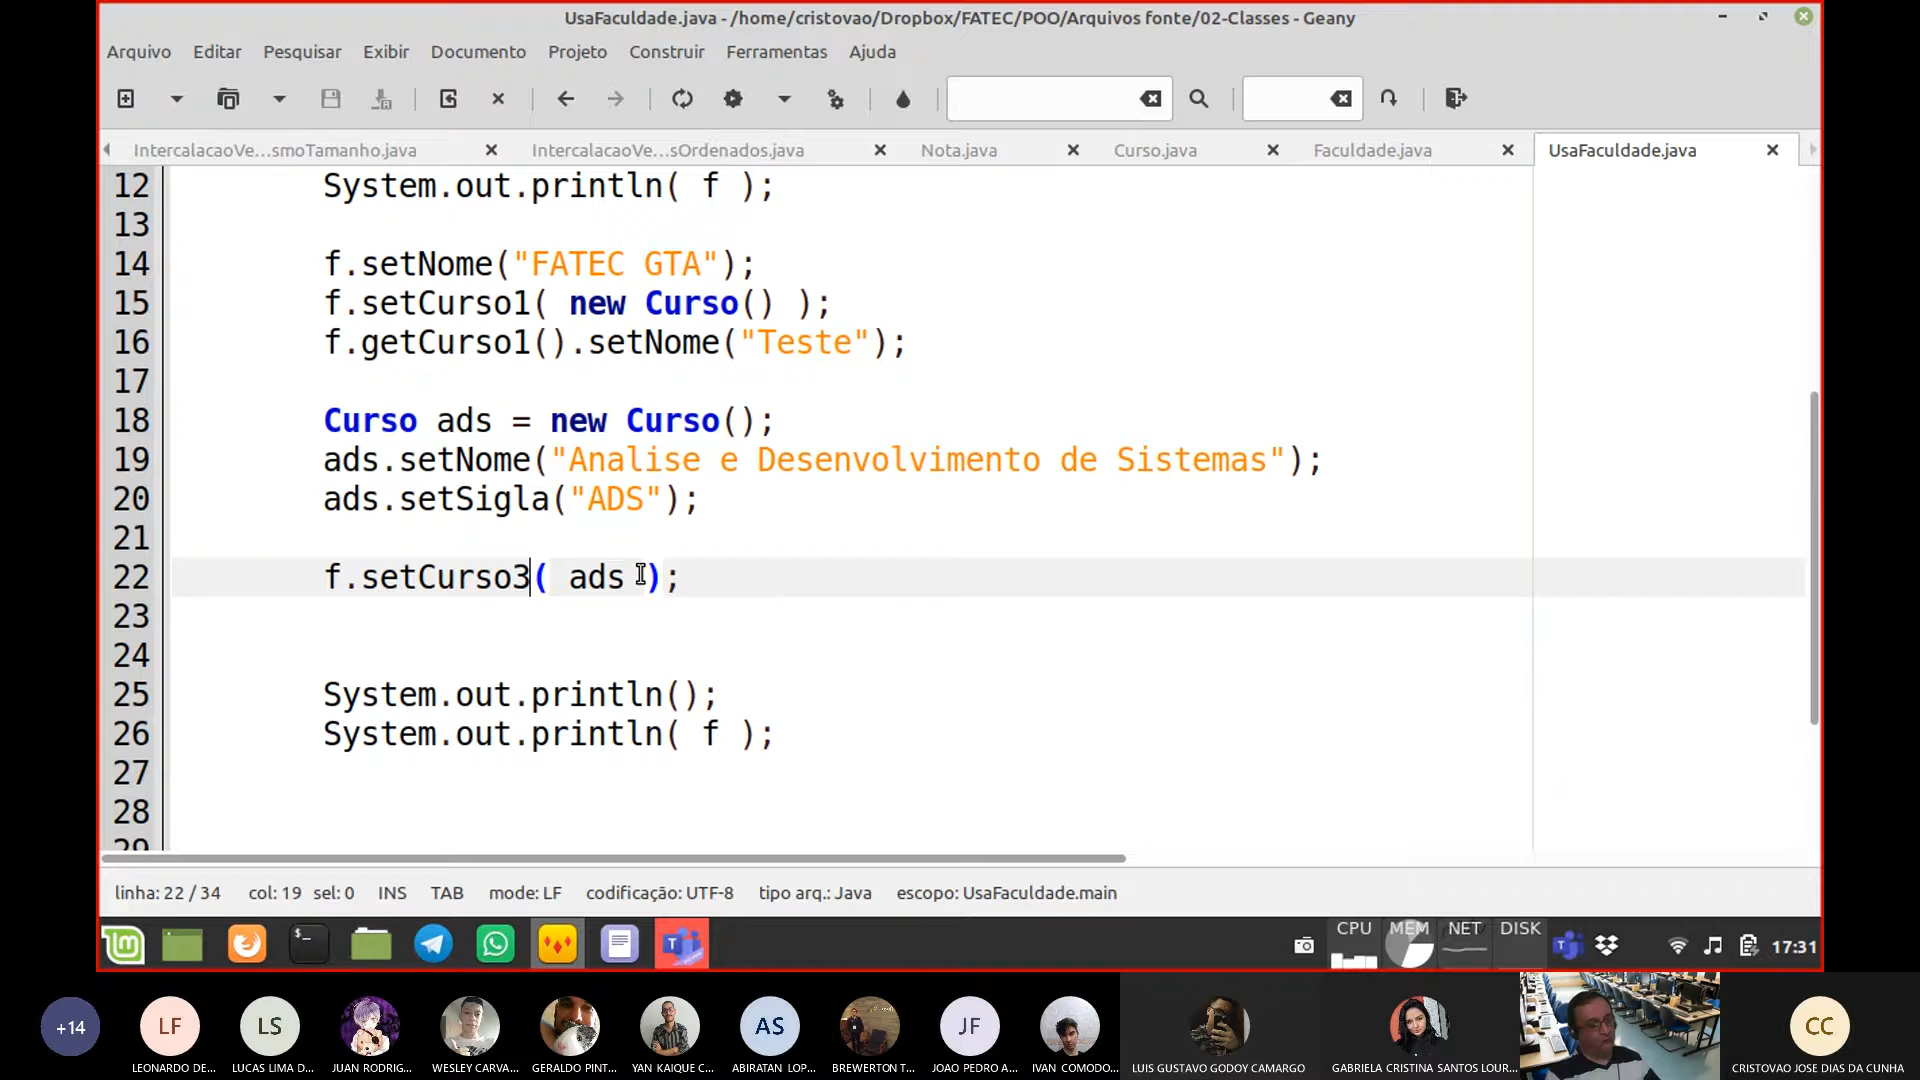 UsaFaculdade.java - /home/cristovao/Dropbox/FATEC/POO/Arquivos fonte/02-Classes - Geany
Arquivo Editar Pesquisar Exibir Documento Projeto Construir Ferramentas Ajuda
IntercalacaoVe...smoTamanho.java IntercalacaoVe...sOrdenados.java Nota.java Curso.java Faculdade.java UsaFaculdade.java
12 System.out.println( f );
13
14 f.setNome("FATEC GTA");
15 f.setCurso1( new Curso() );
16 f.getCurso1().setNome("Teste");
17
18 Curso ads = new Curso();
19 ads.setNome("Analise e Desenvolvimento de Sistemas");
20 ads.setSigla("ADS");
21
22 f.setCurso3( ads );
23
24
25 System.out.println();
26 System.out.println( f );
27
28
29
linha: 22 / 34 col: 19 sel: 0 INS TAB mode: LF codificação: UTF-8 tipo arq.: Java escopo: UsaFaculdade.main
CPU MEM NET DISK 17:31
+14 LF LS AS JF CC
LEONARDO DE... LUCAS LIMA D... JUAN RODRIG... WESLEY CARVA... GERALDO PINT... YAN KAIQUE C... ABIRATAN LOP... BREWERTON T... JOAO PEDRO A... IVAN COMODO... LUIS GUSTAVO GODOY CAMARGO GABRIELA CRISTINA SANTOS LOUR... CRISTOVAO JOSE DIAS DA CUNHA